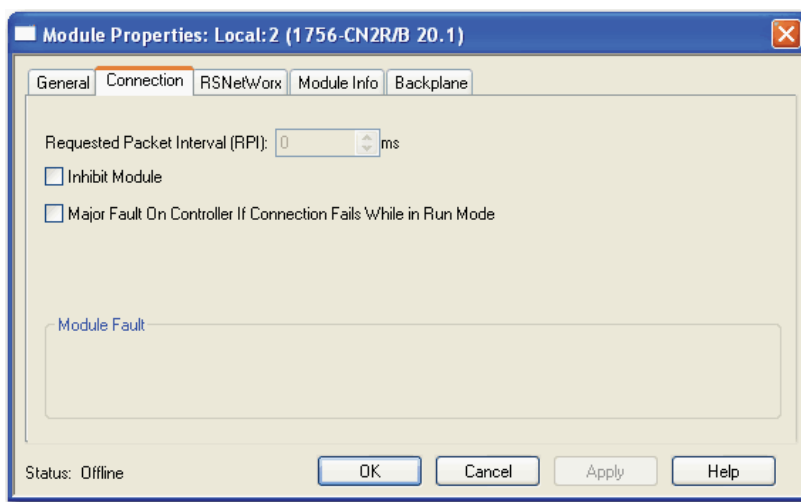 Module Properties: Local:2 (1756-CN2R/B 20.1)
General Connection RSNetWorx Module Info Backplane
Requested Packet Interval (RPI): 0 ms
Inhibit Module
Major Fault On Controller If Connection Fails While in Run Mode
Module Fault
Status: Offline OK Cancel Apply Help